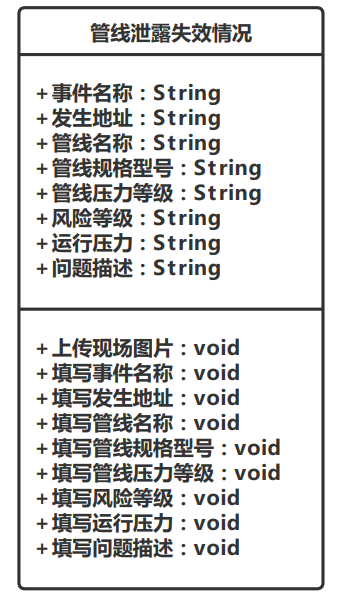 管线泄露失效情况
+事件名称：String
+发生地址：String
+管线名称：String
+管线规格型号：String
+管线压力等级：String
+风险等级：String
+运行压力：String
+问题描述：String
+上传现场图片：void
+填写事件名称：void
+填写发生地址：void
+填写管线名称：void
+填写管线规格型号：void
+填写管线压力等级：void
+填写风险等级：void
+填写运行压力：void
+填写问题描述：void